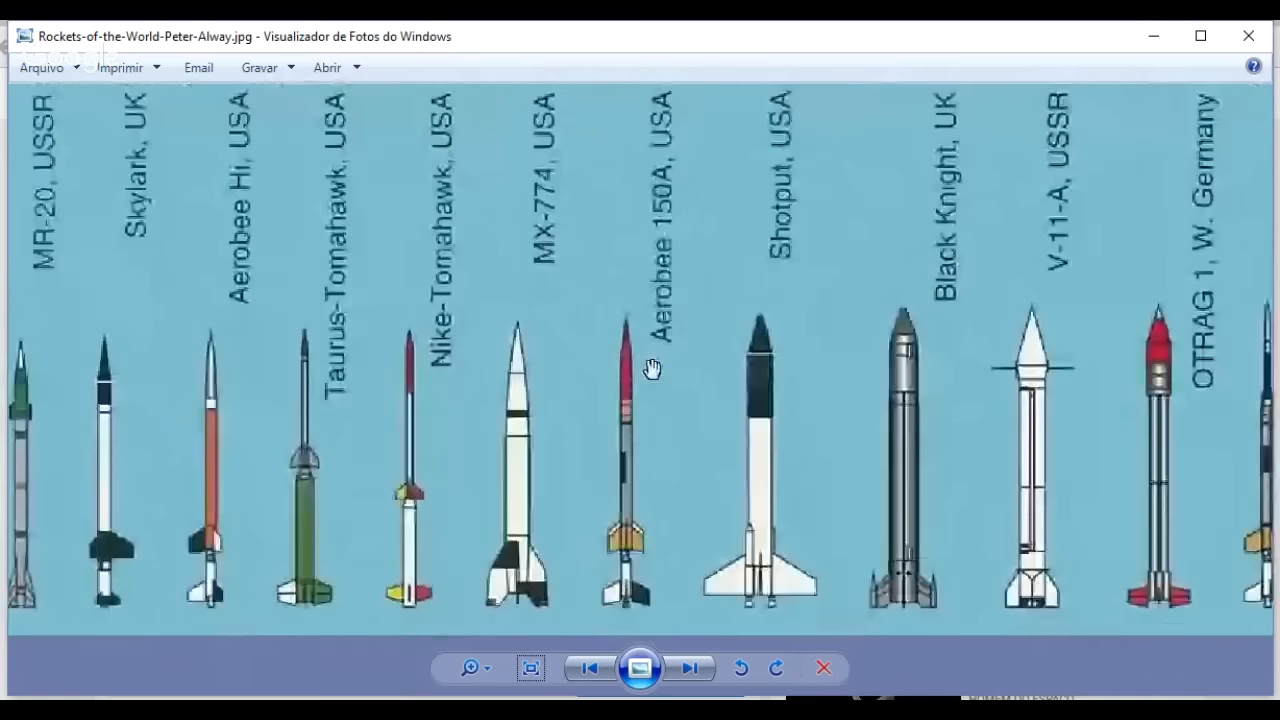 Rockets-of-the-World-Peter-Alway.jpg - Visualizador de Fotos do Windows
Arquivo Imprimir Email Gravar Abrir
MR-20, USSR
Skylark, UK
Aerobee Hi, USA
Taurus-Tomahawk, USA
Nike-Tomahawk, USA
MX-774, USA
Aerobee 150A, USA
Shotput, USA
Black Knight, UK
V-11-A, USSR
OTRAG 1, W. Germany